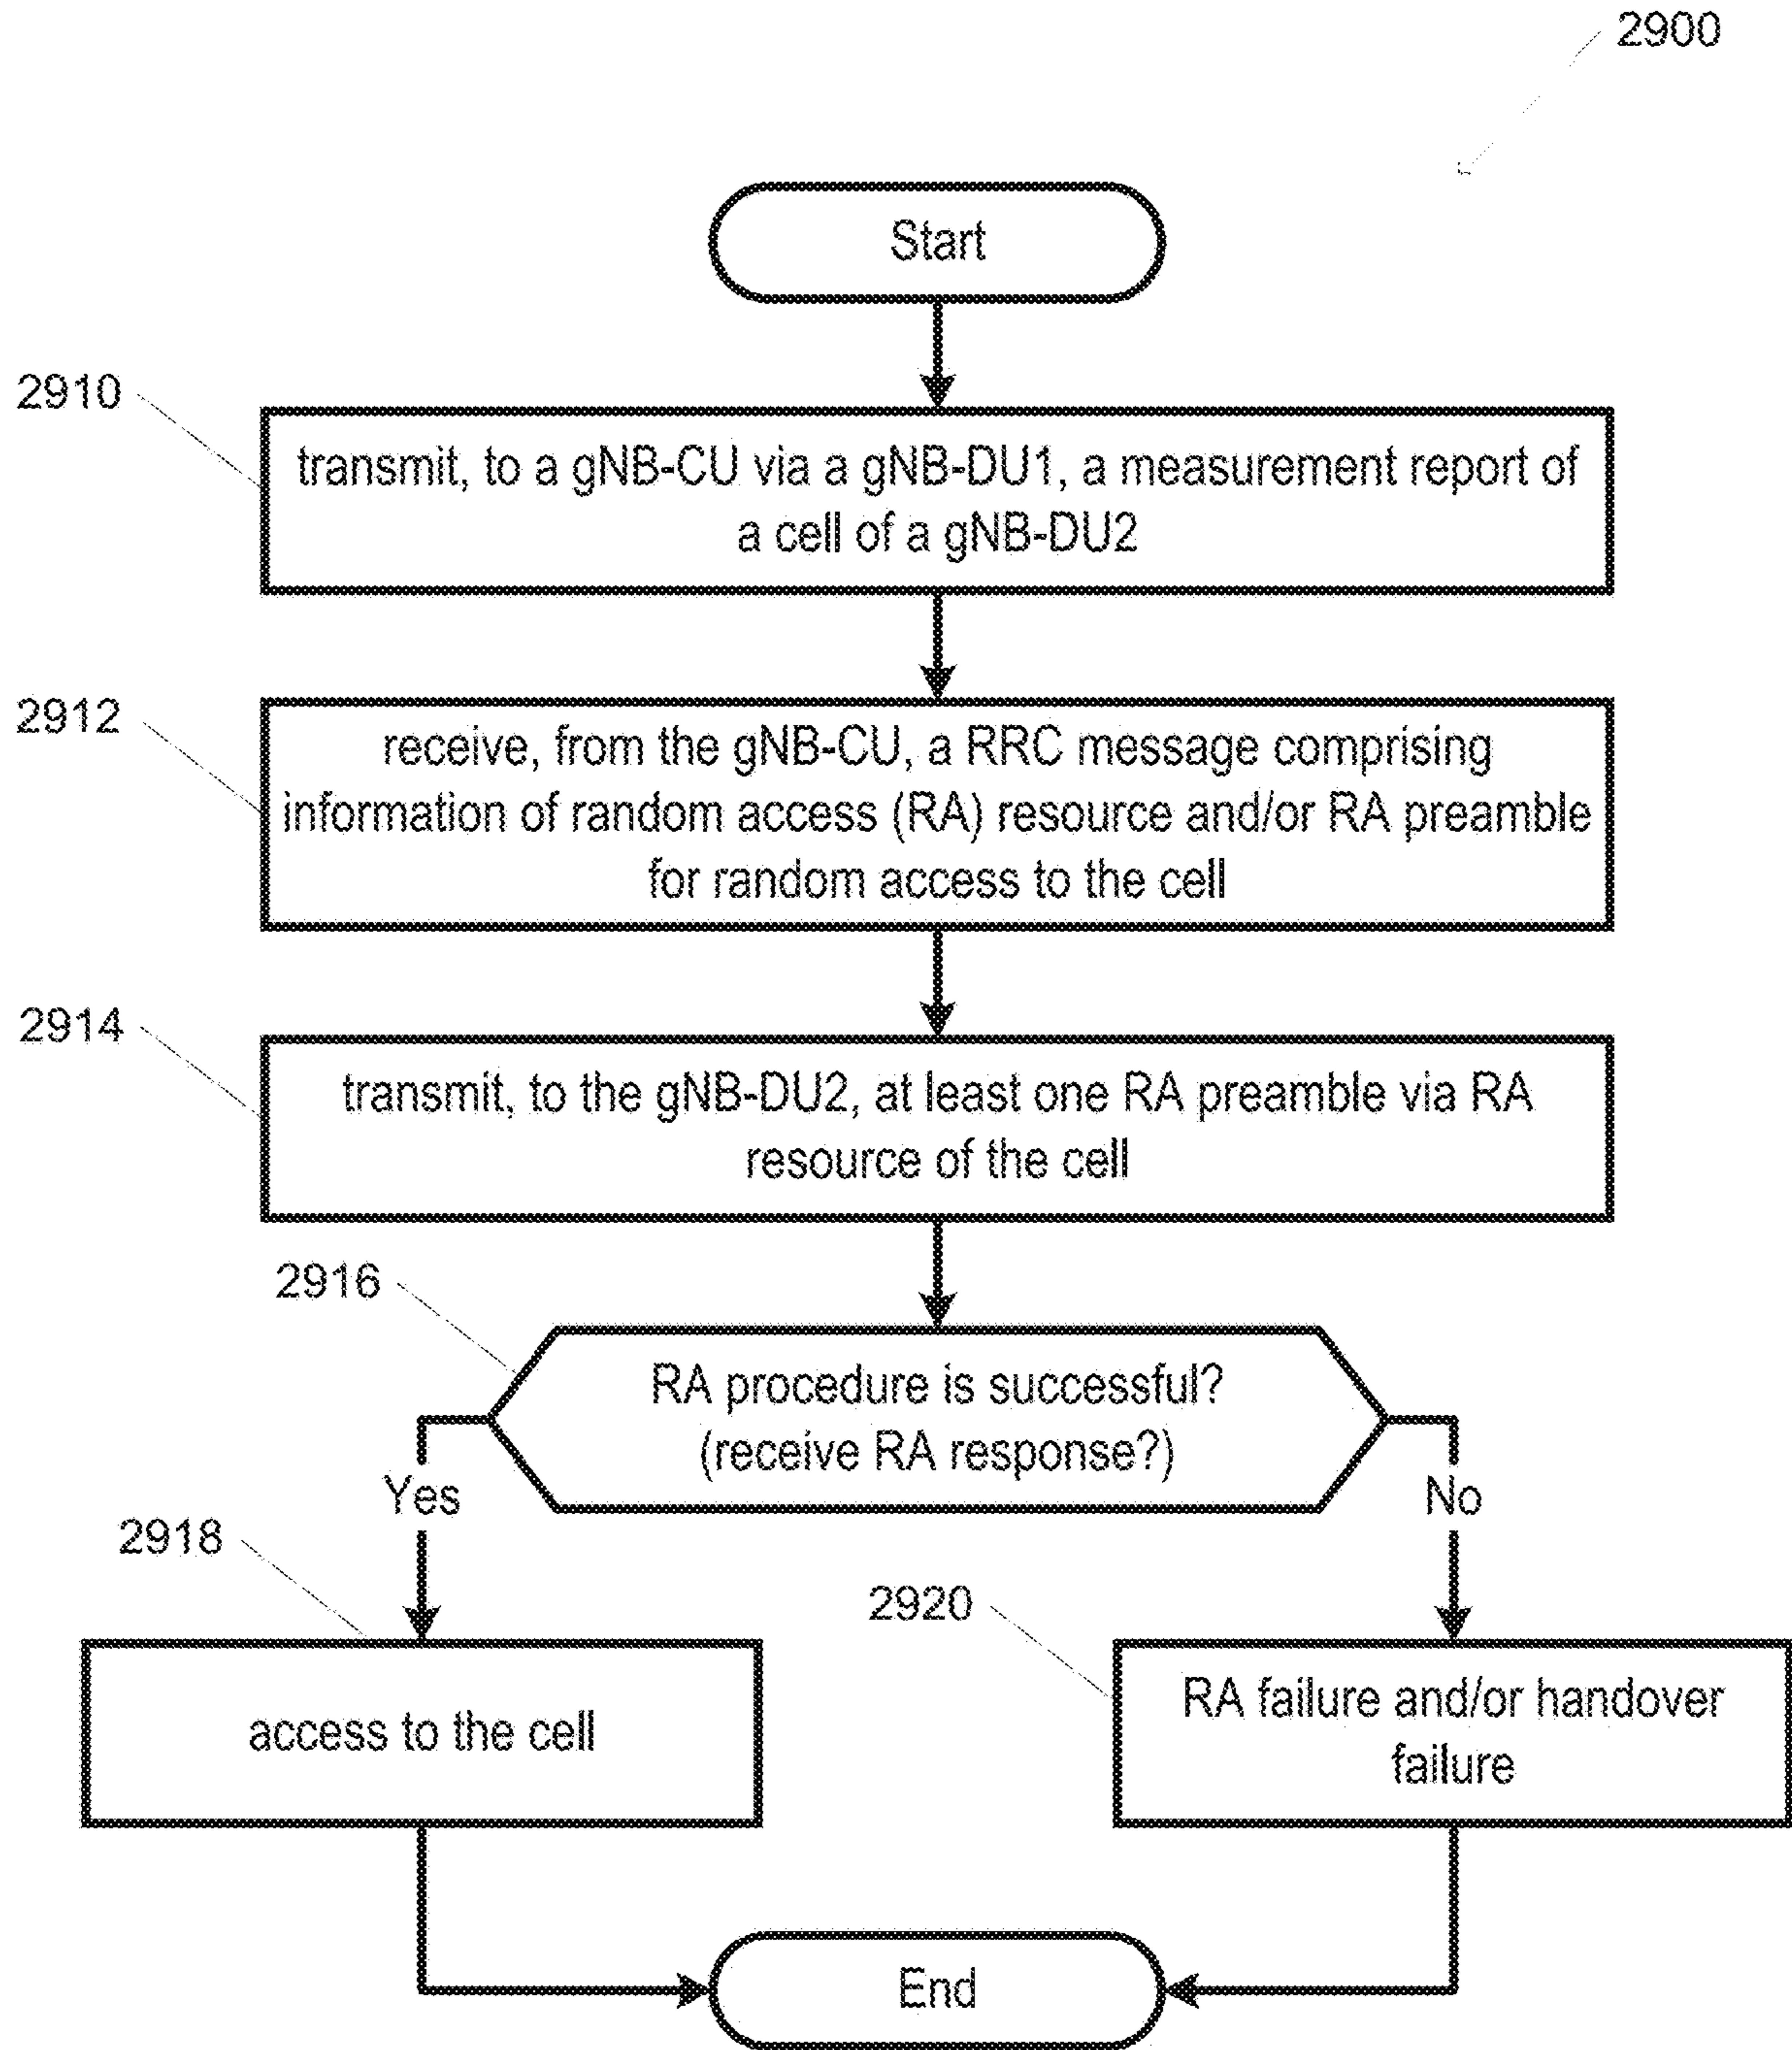 2900
Start
2910
transmit, to a gNB-CU via a gNB-DU1, a measurement report of
a cell of a gNB-DU2
2912
receive, from the gNB-CU, a RRC message comprising
information of random access (RA) resource and/or RA preamble
for random access to the cell
2914
transmit, to the gNB-DU2, at least one RA preamble via RA
resource of the cell
2916
RA procedure is successful?
(receive RA response?)
Yes
No
2918
access to the cell
2920
RA failure and/or handover
failure
End